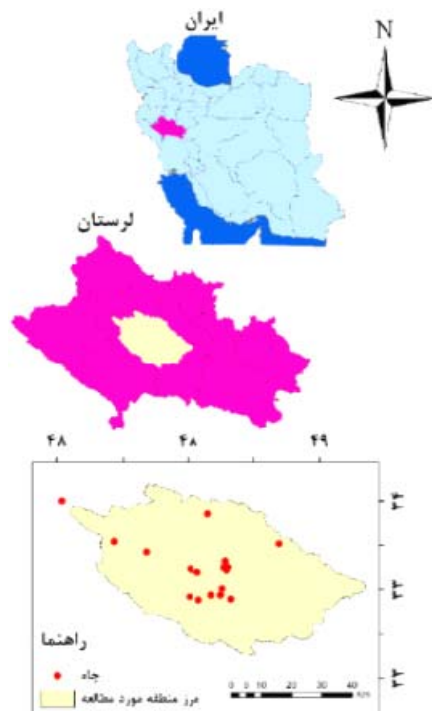 ایران
N
لرستان
۴۸ ۴۸ ۴۹
۳۴
۳۳
۳۳
راهنما
چاه
مرز منطقه مورد مطالعه
0 5 10 20 30 40
Km